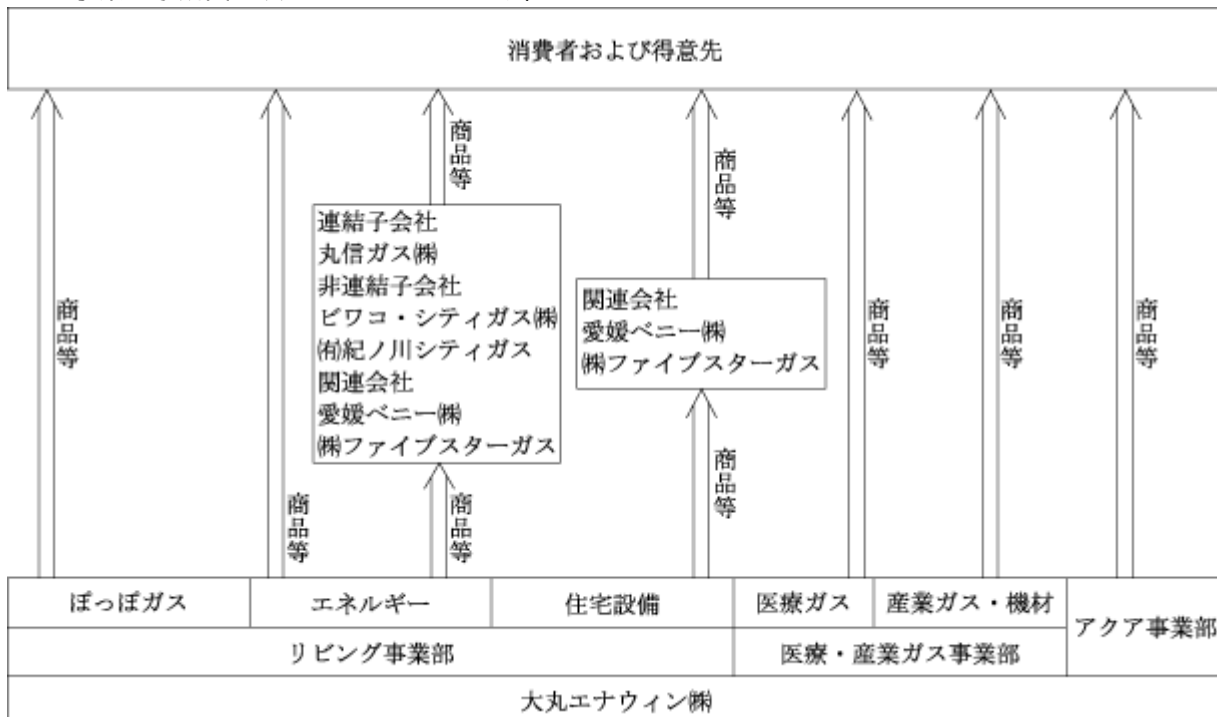 消費者および得意先
商品等
商品等
商品等
連結子会社
丸信ガス㈱
非連結子会社
ビワコ・シティガス㈱
㈲紀ノ川シティガス
関連会社
愛媛ベニー㈱
㈱ファイブスターガス
関連会社
愛媛ベニー㈱
㈱ファイブスターガス
商品等
商品等
商品等
商品等
商品等
商品等
商品等
ぽっぽガス
エネルギー
住宅設備
医療ガス
産業ガス・機材
アクア事業部
リビング事業部
医療・産業ガス事業部
大丸エナウィン㈱